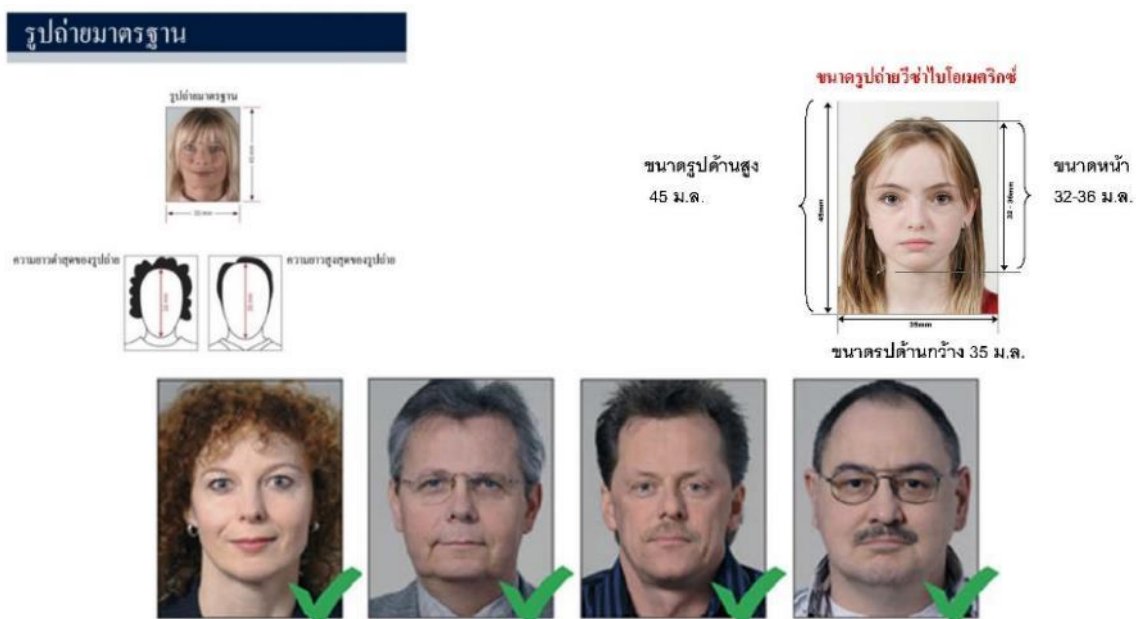 รูปถ่ายมาตรฐาน
รูปถ่ายมาตรฐาน
ความยาวต่ำสุดของรูปถ่าย
ความยาวสูงสุดของรูปถ่าย
ขนาดรูปถ่ายวีซ่าไบโอเมตริกซ์
ขนาดรูปด้านสูง
45 ม.ล.
45mm
32 - 36mm
ขนาดหน้า
32-36 ม.ล.
35mm
ขนาดรูปด้านกว้าง 35 ม.ล.